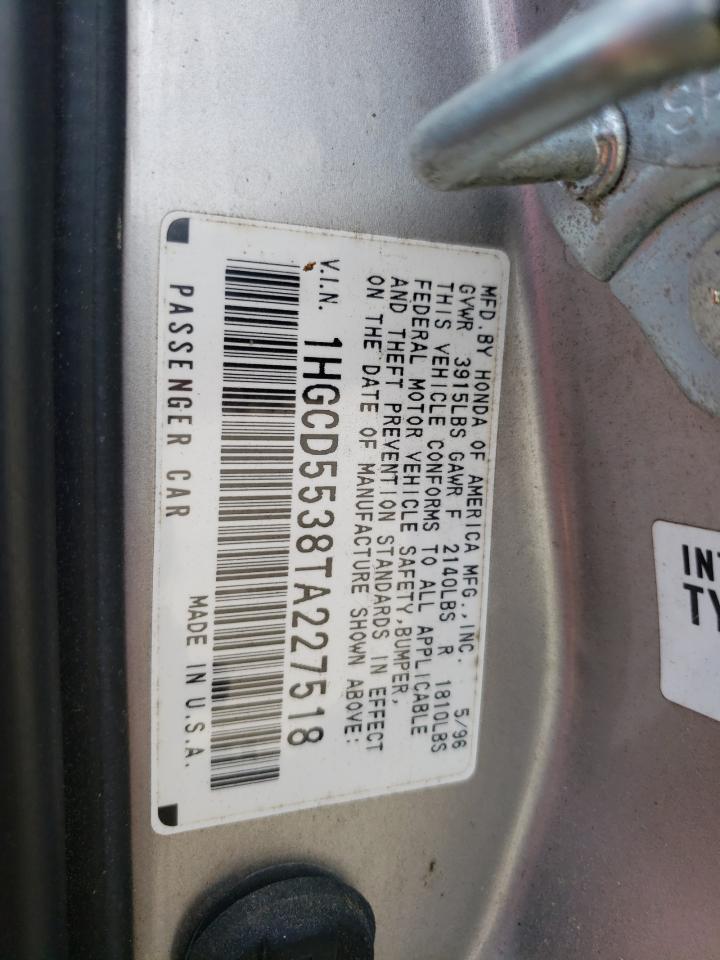 MFD. BY HONDA OF AMERICA MFG., INC. 5/96
GVWR 3915LBS GAWR F 2140LBS R 1810LBS
THIS VEHICLE CONFORMS TO ALL APPLICABLE
FEDERAL MOTOR VEHICLE SAFETY, BUMPER,
AND THEFT PREVENTION STANDARDS IN EFFECT
ON THE DATE OF MANUFACTURE SHOWN ABOVE:
V.I.N. 1HGCD5538TA227518
PASSENGER CAR MADE IN U.S.A.
INT
TY